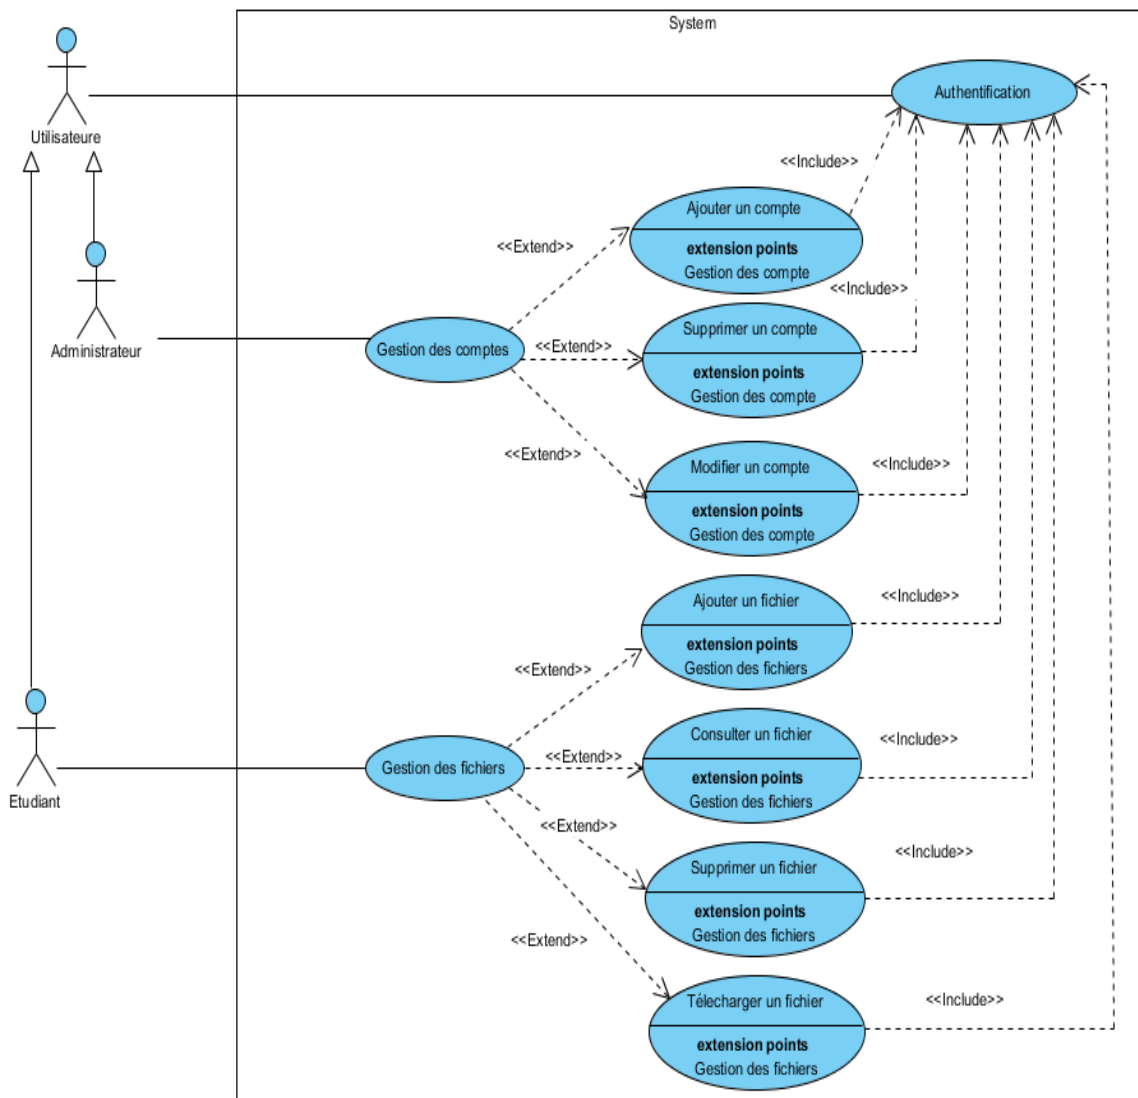 System
Authentification
Utilisateure
<<Include>>
Ajouter un compte
extension points
Gestion des compte
<<Extend>>
Administrateur
Gestion des comptes
<<Include>>
<<Extend>>
Supprimer un compte
extension points
Gestion des compte
<<Extend>>
Modifier un compte
extension points
Gestion des compte
<<Include>>
Ajouter un fichier
extension points
Gestion des fichiers
<<Include>>
<<Extend>>
Etudiant
Gestion des fichiers
<<Extend>>
Consulter un fichier
extension points
Gestion des fichiers
<<Include>>
<<Extend>>
Supprimer un fichier
extension points
Gestion des fichiers
<<Include>>
<<Extend>>
Télecharger un fichier
extension points
Gestion des fichiers
<<Include>>